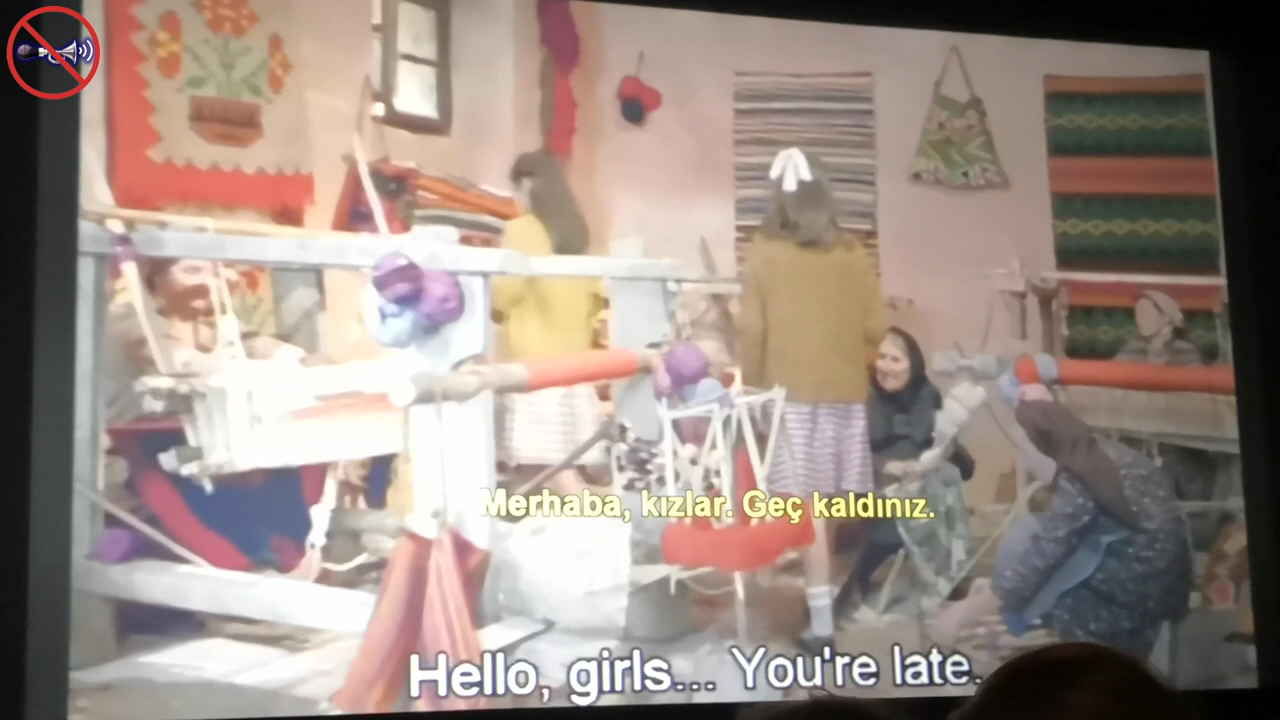 Merhaba, kızlar. Geç kaldınız.
Hello, girls... You're late.